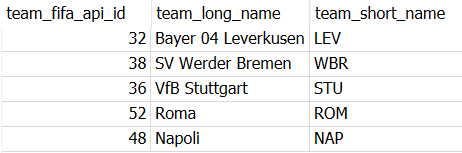 team_fifa_api_id team_long_name team_short_name
32 Bayer 04 Leverkusen LEV
38 SV Werder Bremen WBR
36 VfB Stuttgart STU
52 Roma ROM
48 Napoli NAP